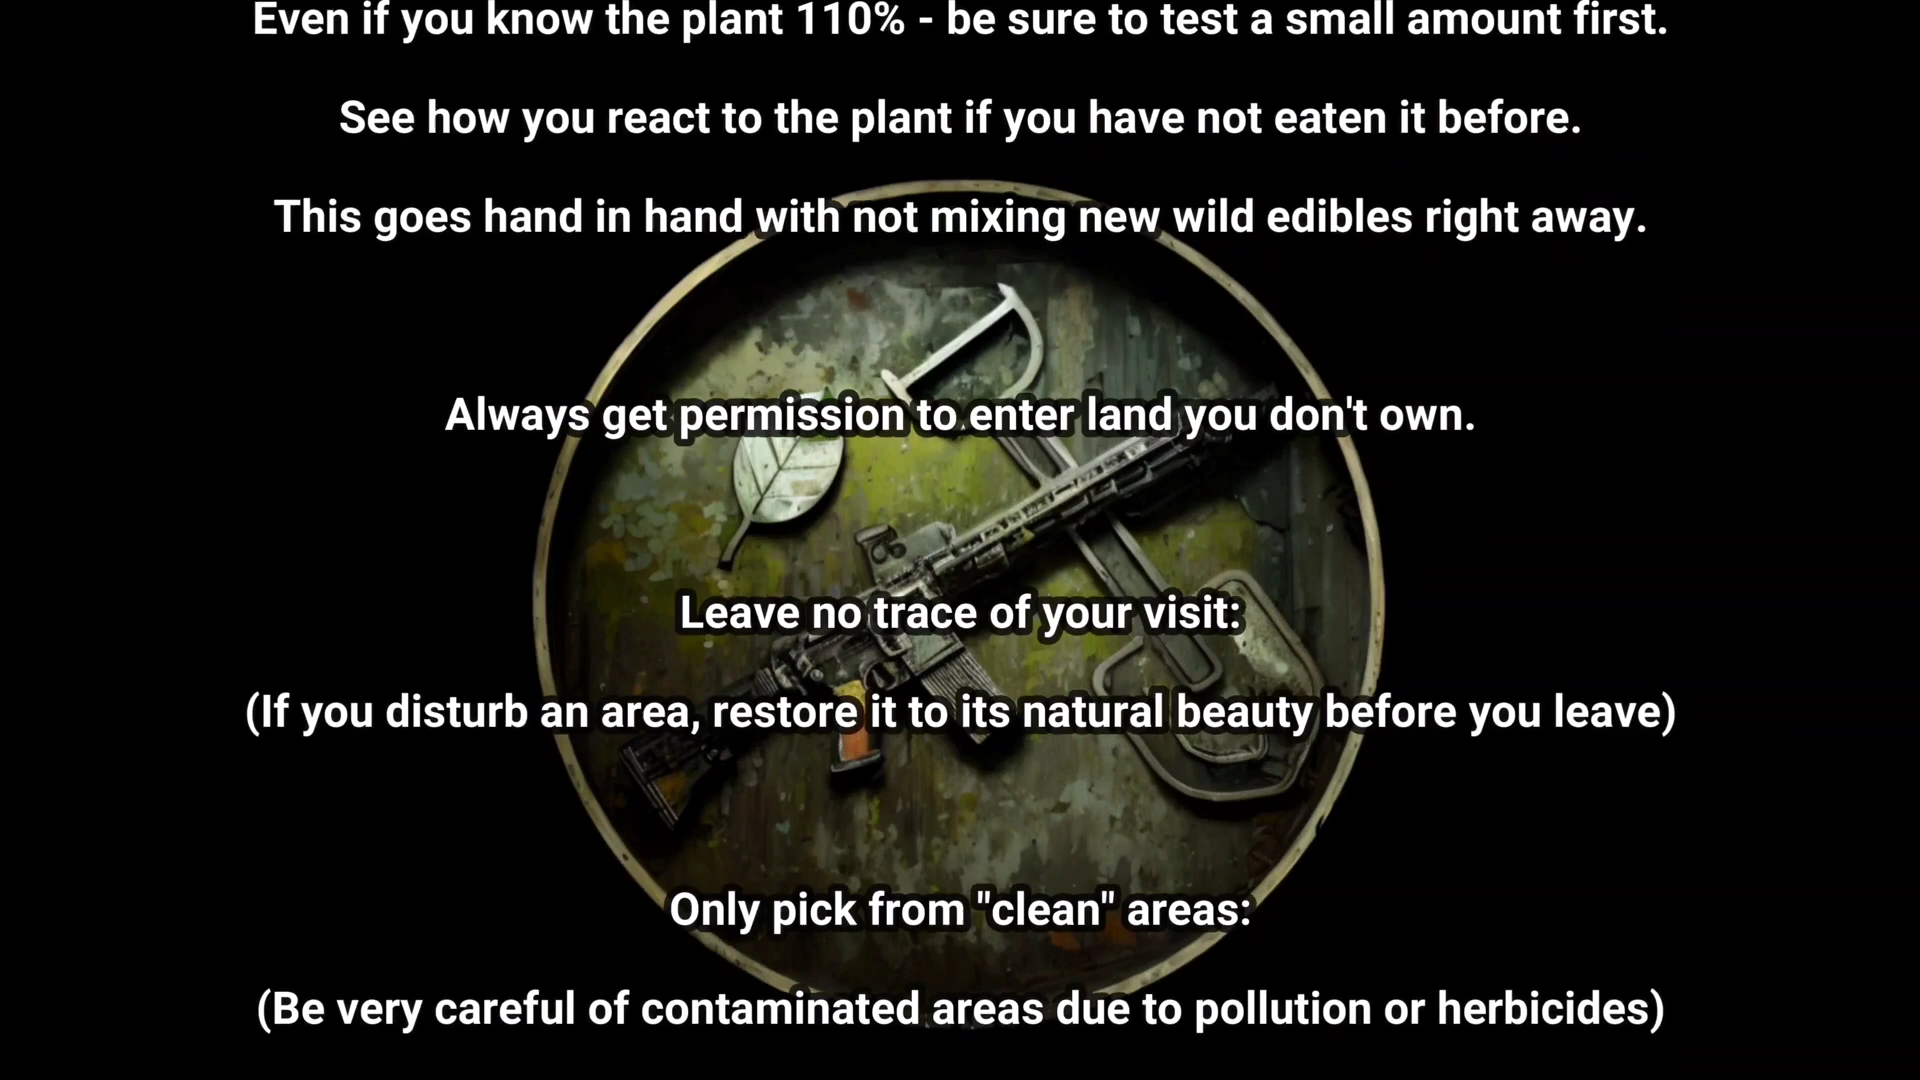 Even if you know the plant 110% - be sure to test a small amount first.
See how you react to the plant if you have not eaten it before.
This goes hand in hand with not mixing new wild edibles right away.
Always get permission to enter land you don't own.
Leave no trace of your visit:
(If you disturb an area, restore it to its natural beauty before you leave)
Only pick from "clean" areas:
(Be very careful of contaminated areas due to pollution or herbicides)